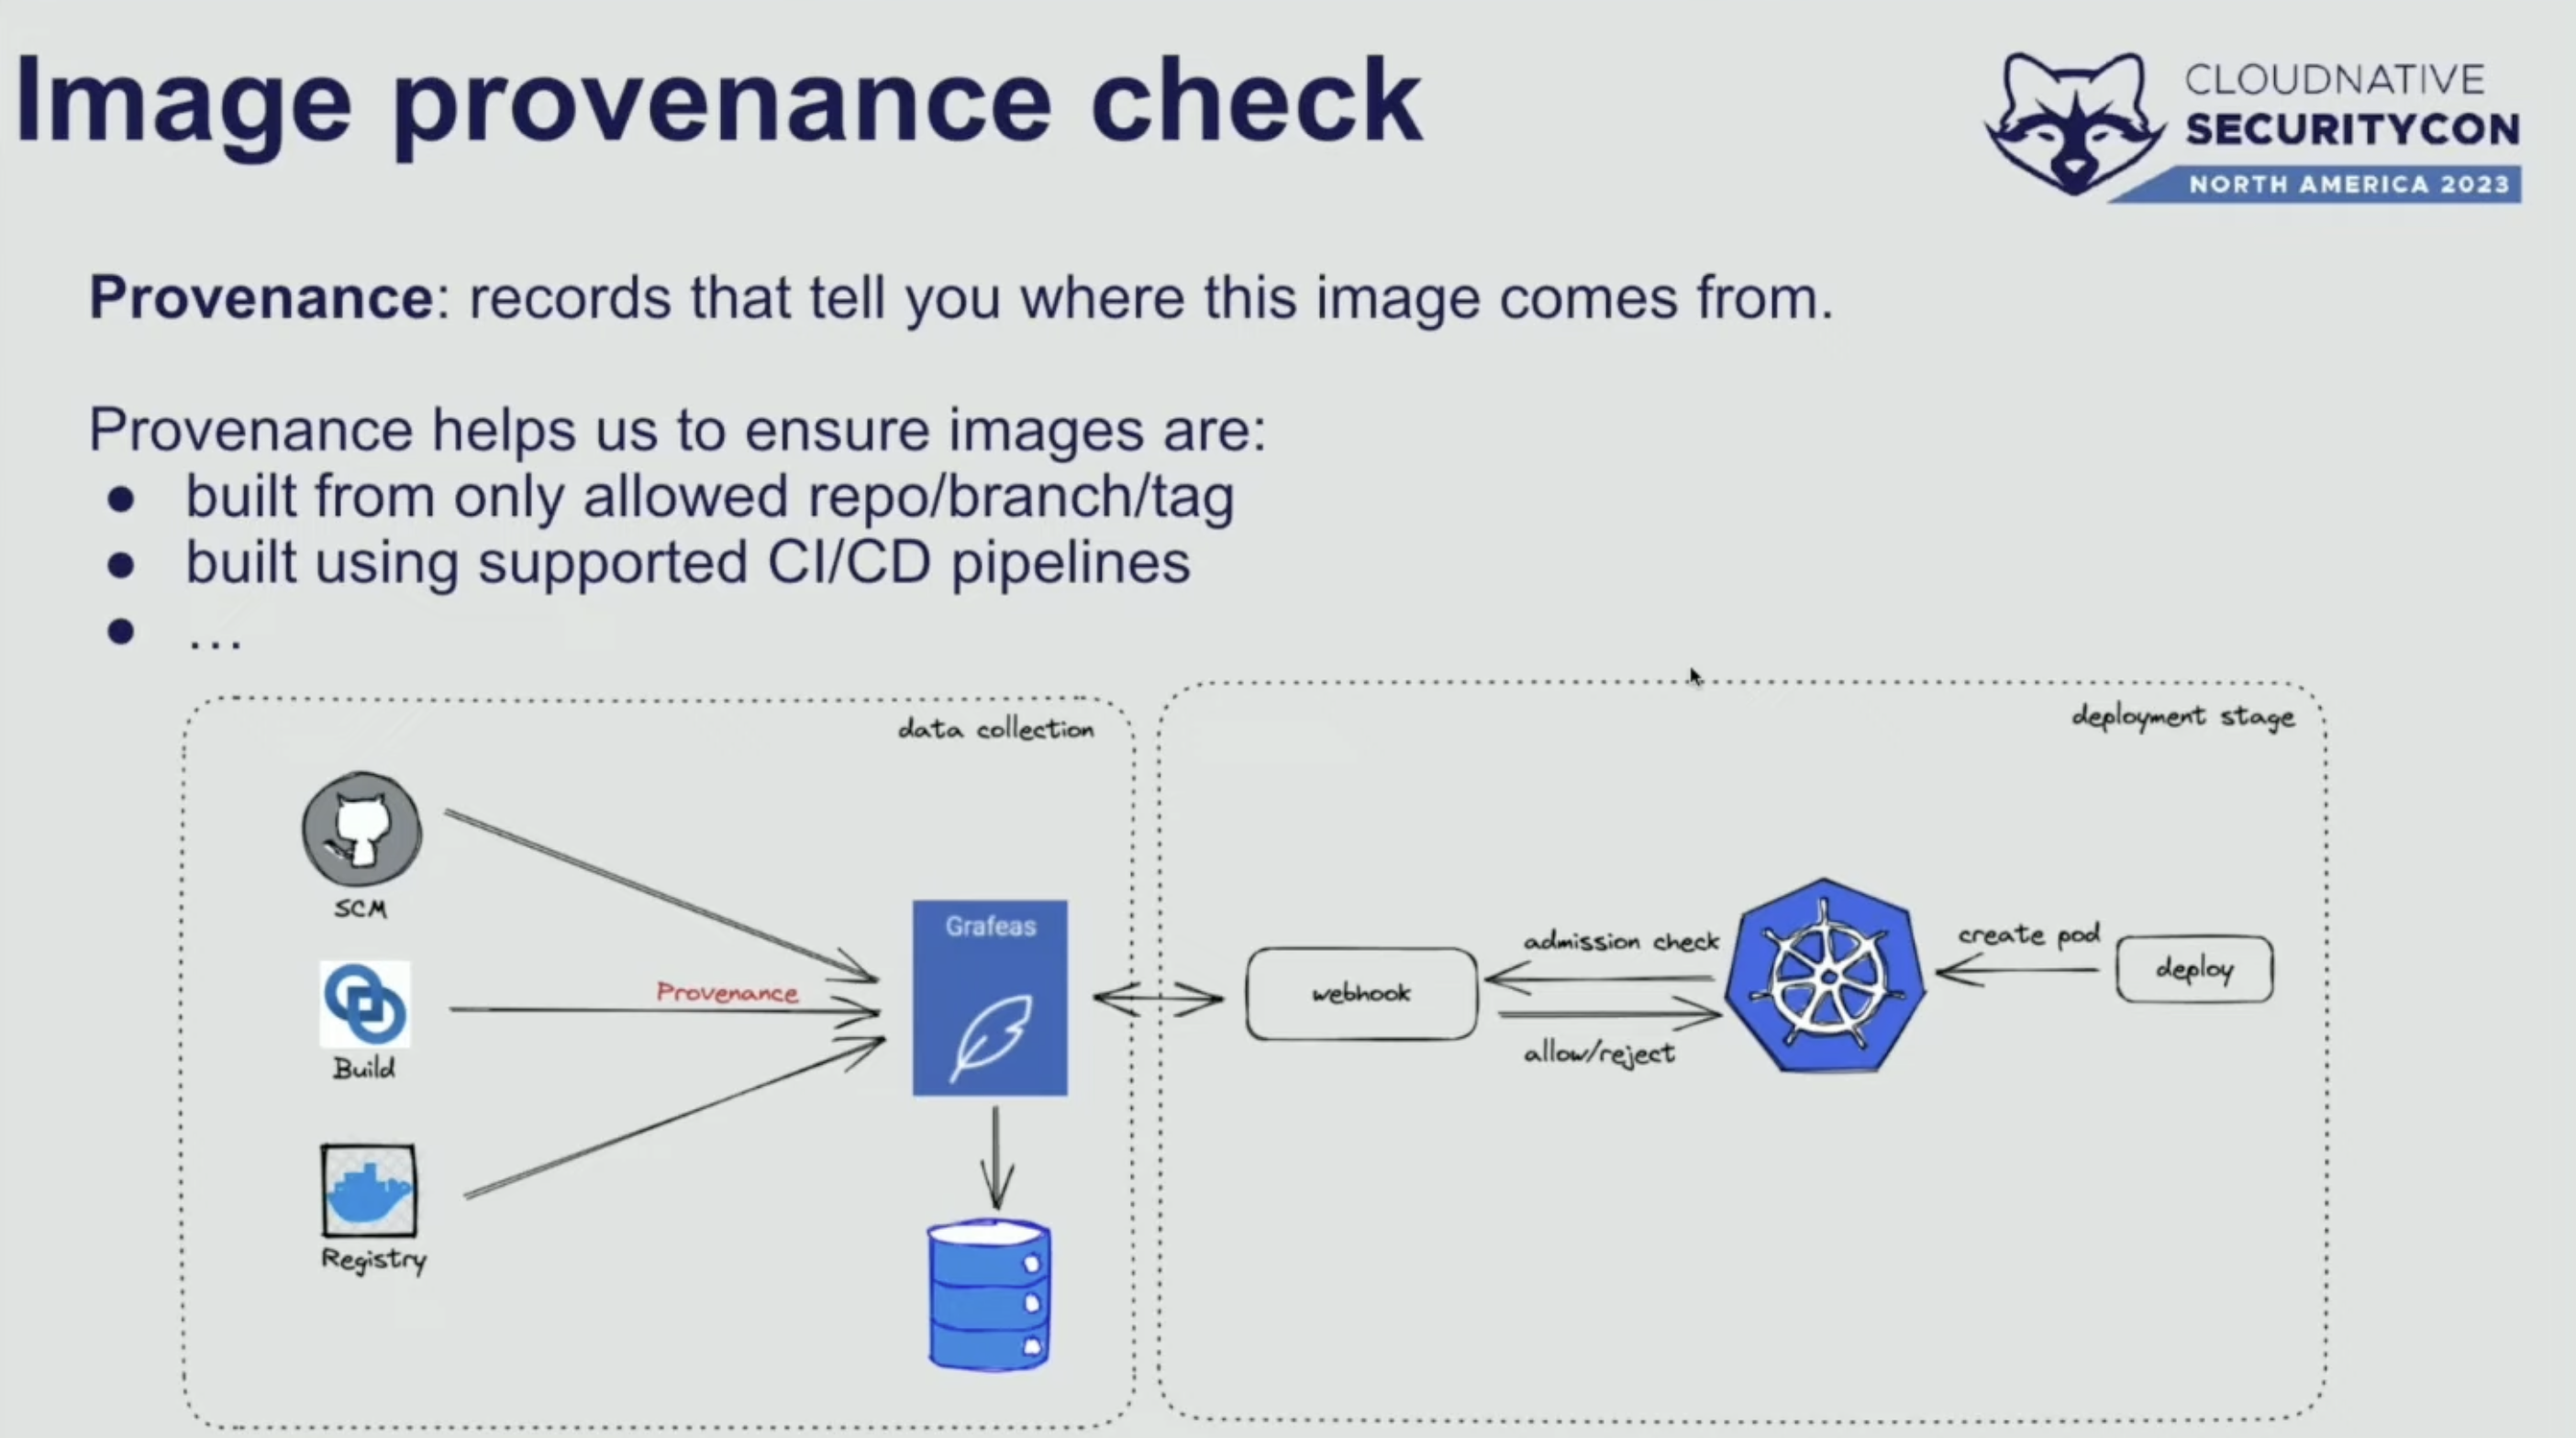 Image provenance check
CLOUDNATIVE
SECURITYCON
NORTH AMERICA 2023
Provenance: records that tell you where this image comes from.
Provenance helps us to ensure images are:
● built from only allowed repo/branch/tag
● built using supported CI/CD pipelines
● ...
data collection
SCM
Build
Registry
Provenance
Grafeas
deployment stage
webhook
admission check
allow/reject
create pod
deploy